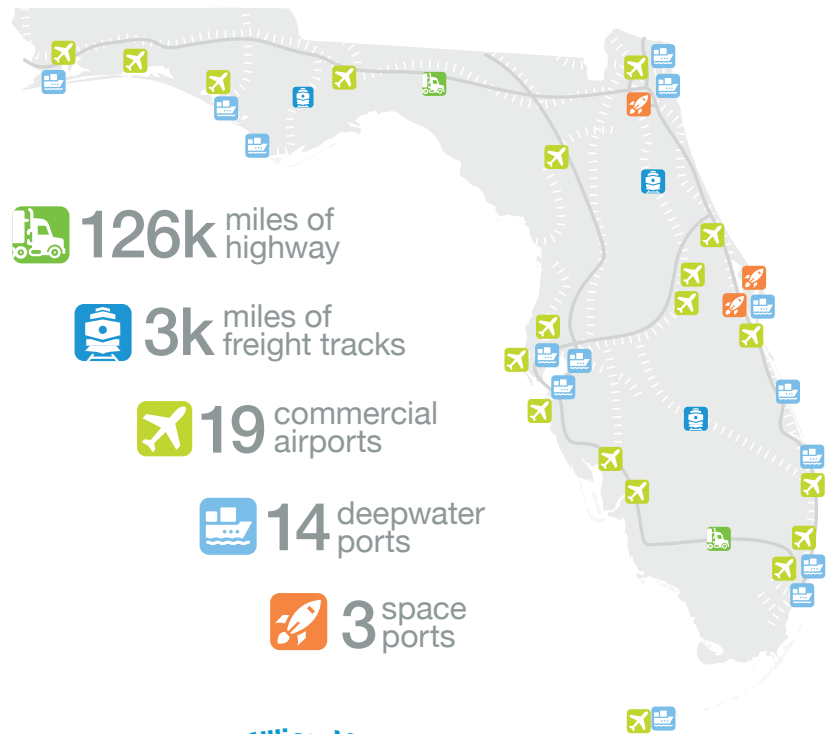 126k miles of
highway
3k miles of
freight tracks
19 commercial
airports
14 deepwater
ports
3 space
ports